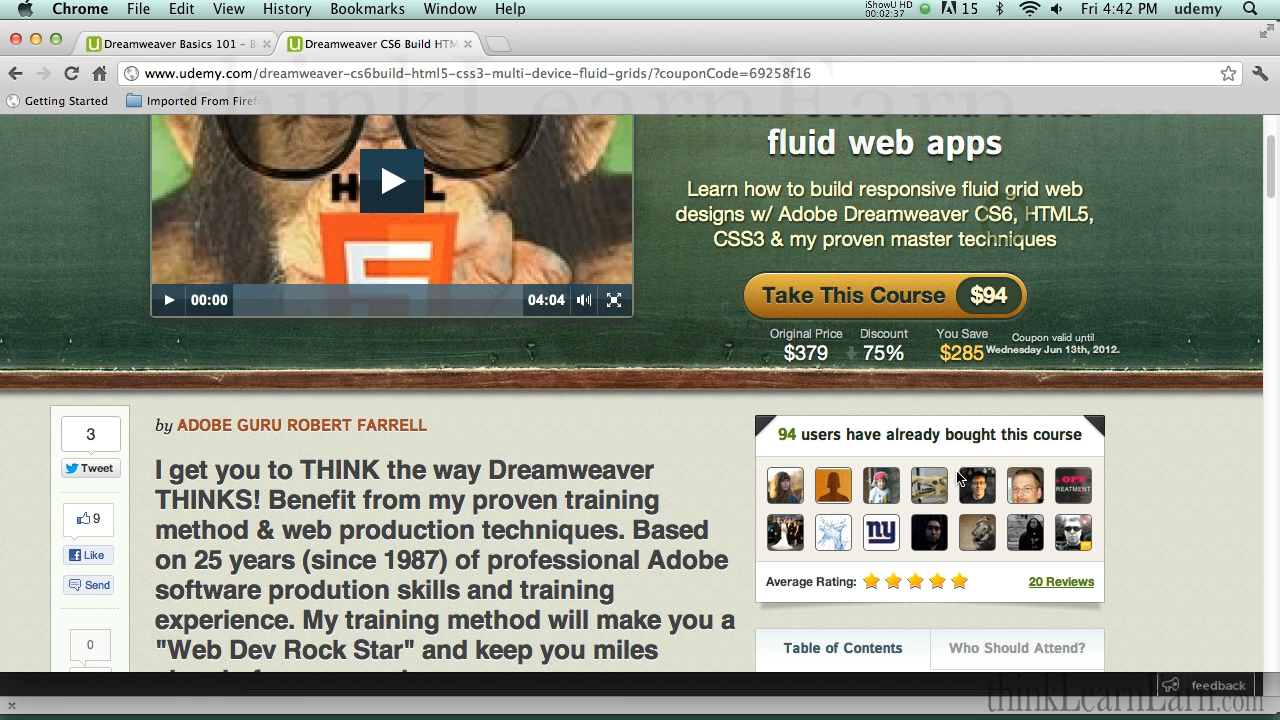 Chrome File Edit View History Bookmarks Window Help iShowU HD 00:02:37 15 Fri 4:42 PM udemy
Dreamweaver Basics 101 – B
Dreamweaver CS6 Build HTM
www.udemy.com/dreamweaver-cs6build-html5-css3-multi-device-fluid-grids/?couponCode=69258f16
Getting Started Imported From Firef
thinkLearnEarn.com
fluid web apps
Learn how to build responsive fluid grid web
designs w/ Adobe Dreamweaver CS6, HTML5,
CSS3 & my proven master techniques
00:00 04:04
Take This Course $94
Original Price Discount You Save Coupon valid until
$379 75% $285 Wednesday Jun 13th, 2012.
3
Tweet
9
Like
Send
0
by ADOBE GURU ROBERT FARRELL
I get you to THINK the way Dreamweaver
THINKS! Benefit from my proven training
method & web production techniques. Based
on 25 years (since 1987) of professional Adobe
software prodution skills and training
experience. My training method will make you a
"Web Dev Rock Star" and keep you miles
94 users have already bought this course
NY
Average Rating: 20 Reviews
Table of Contents Who Should Attend?
feedback
thinkLearnEarn.com